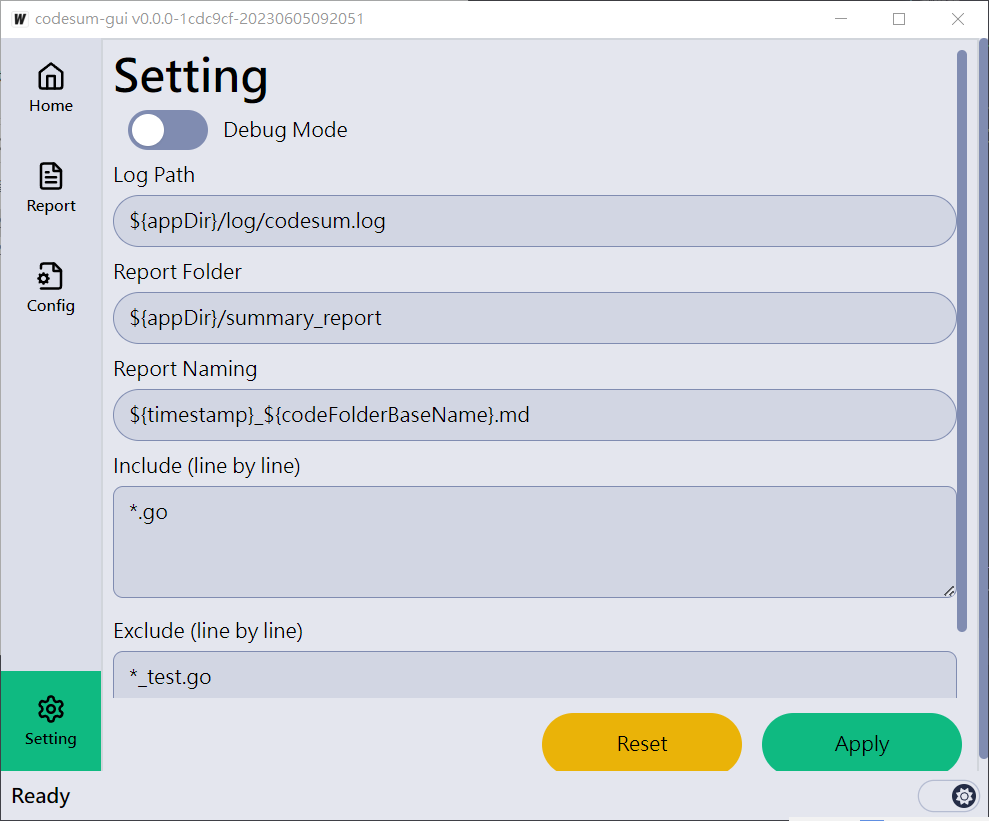 W codesum-gui v0.0.0-1cdc9cf-20230605092051
Home
Report
Config
Setting
Setting
Debug Mode
Log Path
${appDir}/log/codesum.log
Report Folder
${appDir}/summary_report
Report Naming
${timestamp}_${codeFolderBaseName}.md
Include (line by line)
*.go
Exclude (line by line)
*_test.go
Reset
Apply
Ready